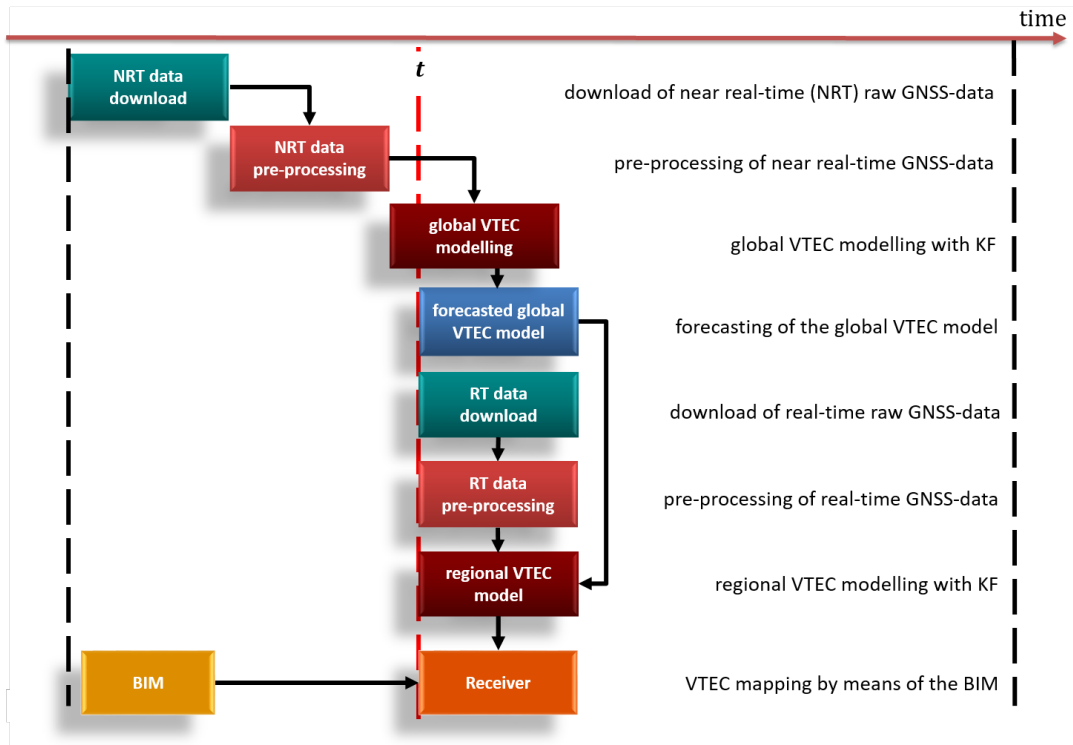 time
t
NRT data
download
download of near real-time (NRT) raw GNSS-data
NRT data
pre-processing
pre-processing of near real-time GNSS-data
global VTEC
modelling
global VTEC modelling with KF
forecasted global
VTEC model
forecasting of the global VTEC model
RT data
download
download of real-time raw GNSS-data
RT data
pre-processing
pre-processing of real-time GNSS-data
regional VTEC
model
regional VTEC modelling with KF
BIM
Receiver
VTEC mapping by means of the BIM